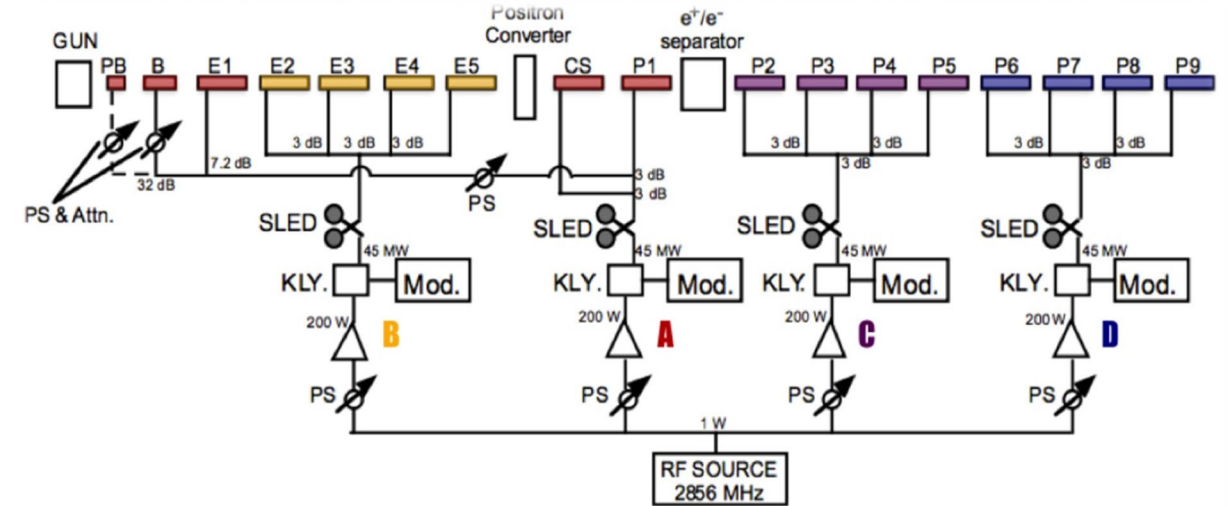 Positron
Converter
e+/e-
separator
GUN
PB B E1 E2 E3 E4 E5 CS P1 P2 P3 P4 P5 P6 P7 P8 P9
3 dB 3 dB 3 dB 3 dB 3 dB 3 dB 3 dB
7.2 dB 3 dB 3 dB
32 dB 3 dB
3 dB
PS & Attn.
PS
SLED SLED SLED SLED
45 MW 45 MW 45 MW 45 MW
KLY. Mod. KLY. Mod. KLY. Mod. KLY. Mod.
200 W B 200 W A 200 W C 200 W D
PS PS PS PS
1 W
RF SOURCE
2856 MHz